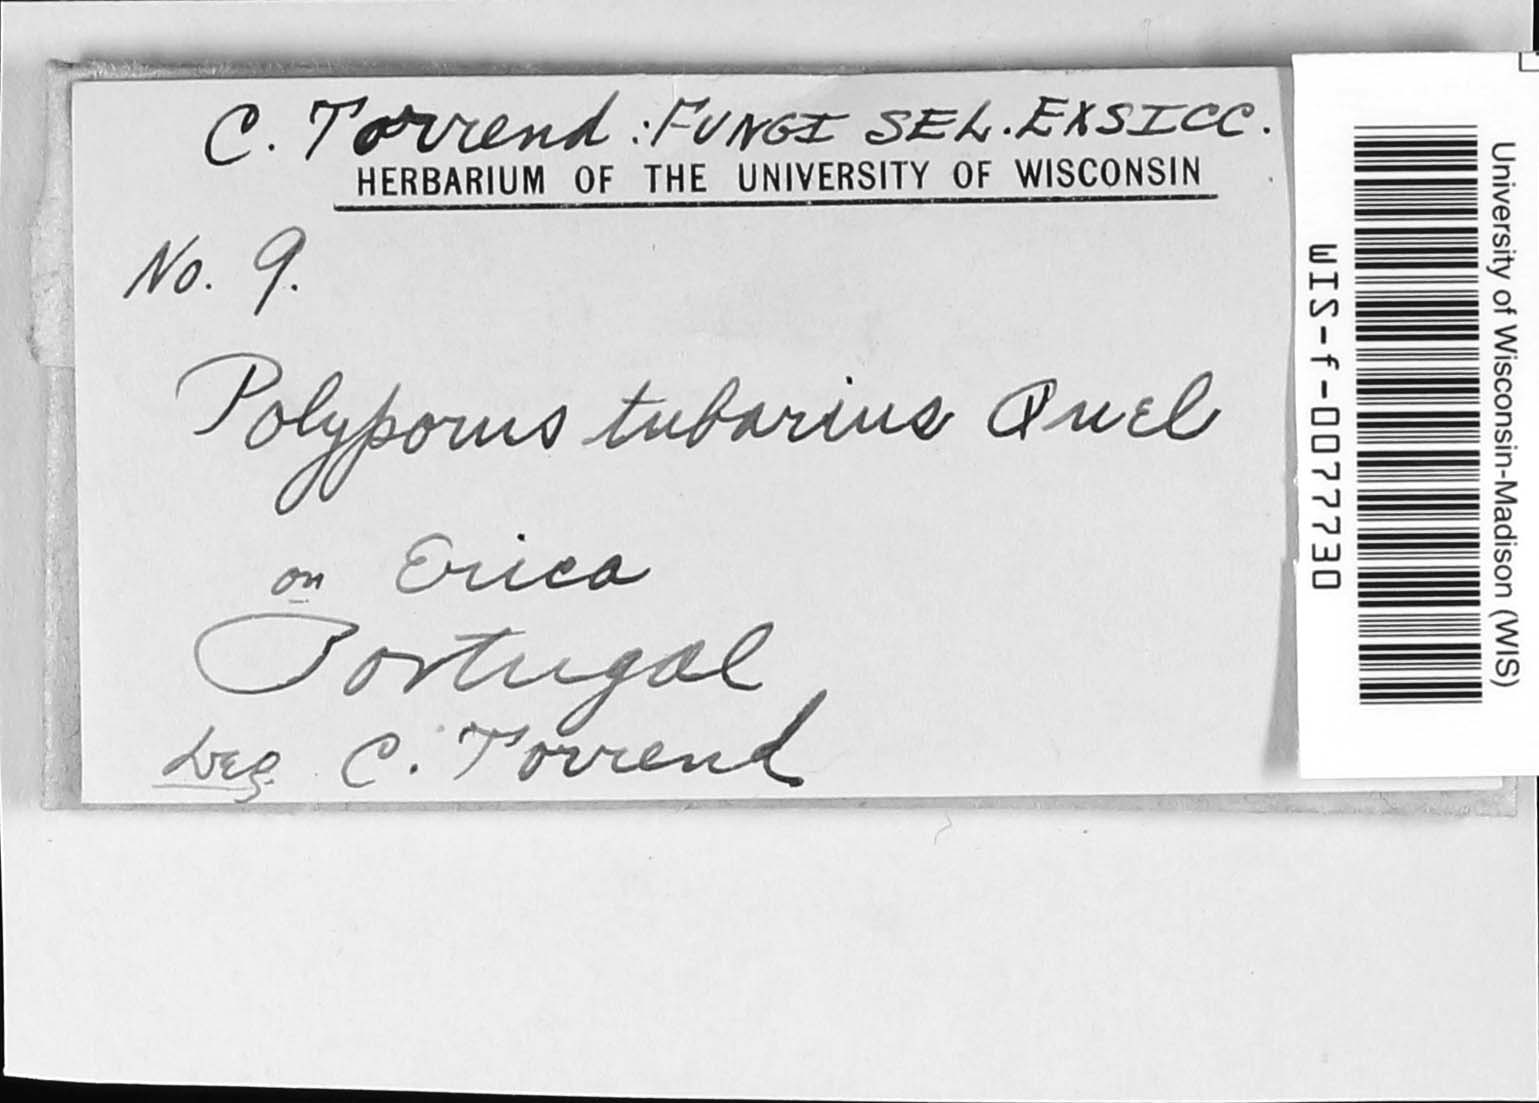 C. Torrend: FUNGI SEL. EXSICC.
HERBARIUM OF THE UNIVERSITY OF WISCONSIN
No. 9.
Polyporus tubarius Quel
on Erica
Portugal
Leg. C. Torrend
University of Wisconsin-Madison (WIS)
WIS-f-0077730